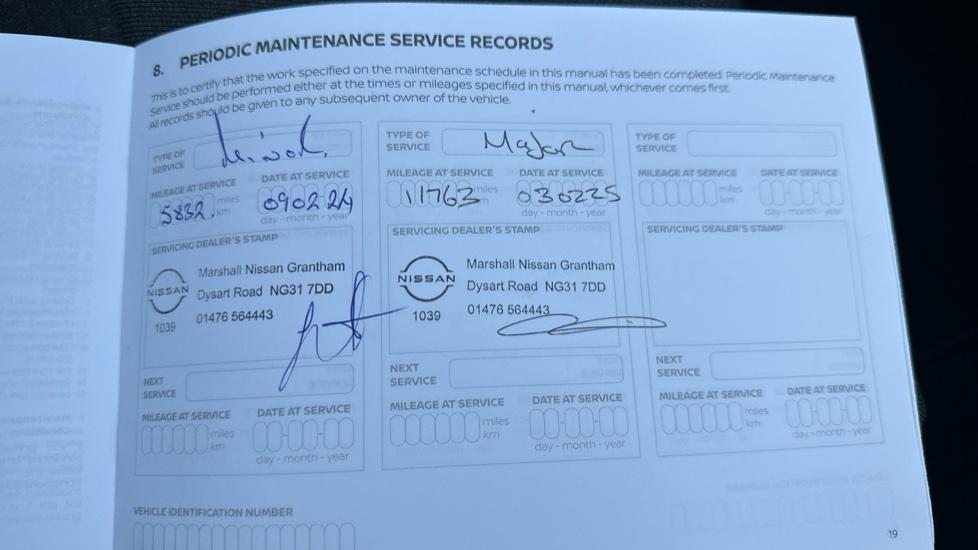 8. PERIODIC MAINTENANCE SERVICE RECORDS
This is to certify that the work specified on the maintenance schedule in this manual has been completed. Periodic Maintenance
Service should be performed either at the times or mileages specified in this manual, whichever comes first.
All records should be given to any subsequent owner of the vehicle.
TYPE OF
SERVICE
Minor
MILEAGE AT SERVICE
DATE AT SERVICE
5832
miles
km
090224
day - month - year
SERVICING DEALER'S STAMP
NISSAN
1039
Marshall Nissan Grantham
Dysart Road NG31 7DD
01476 564443
NEXT
SERVICE
MILEAGE AT SERVICE
DATE AT SERVICE
miles
km
day - month - year
TYPE OF
SERVICE
Major
MILEAGE AT SERVICE
DATE AT SERVICE
11763
miles
km
030225
day - month - year
SERVICING DEALER'S STAMP
NISSAN
1039
Marshall Nissan Grantham
Dysart Road NG31 7DD
01476 564443
NEXT
SERVICE
MILEAGE AT SERVICE
DATE AT SERVICE
miles
km
day - month - year
TYPE OF
SERVICE
MILEAGE AT SERVICE
DATE AT SERVICE
miles
km
day - month - year
SERVICING DEALER'S STAMP
NEXT
SERVICE
MILEAGE AT SERVICE
DATE AT SERVICE
miles
km
day - month - year
VEHICLE IDENTIFICATION NUMBER
19